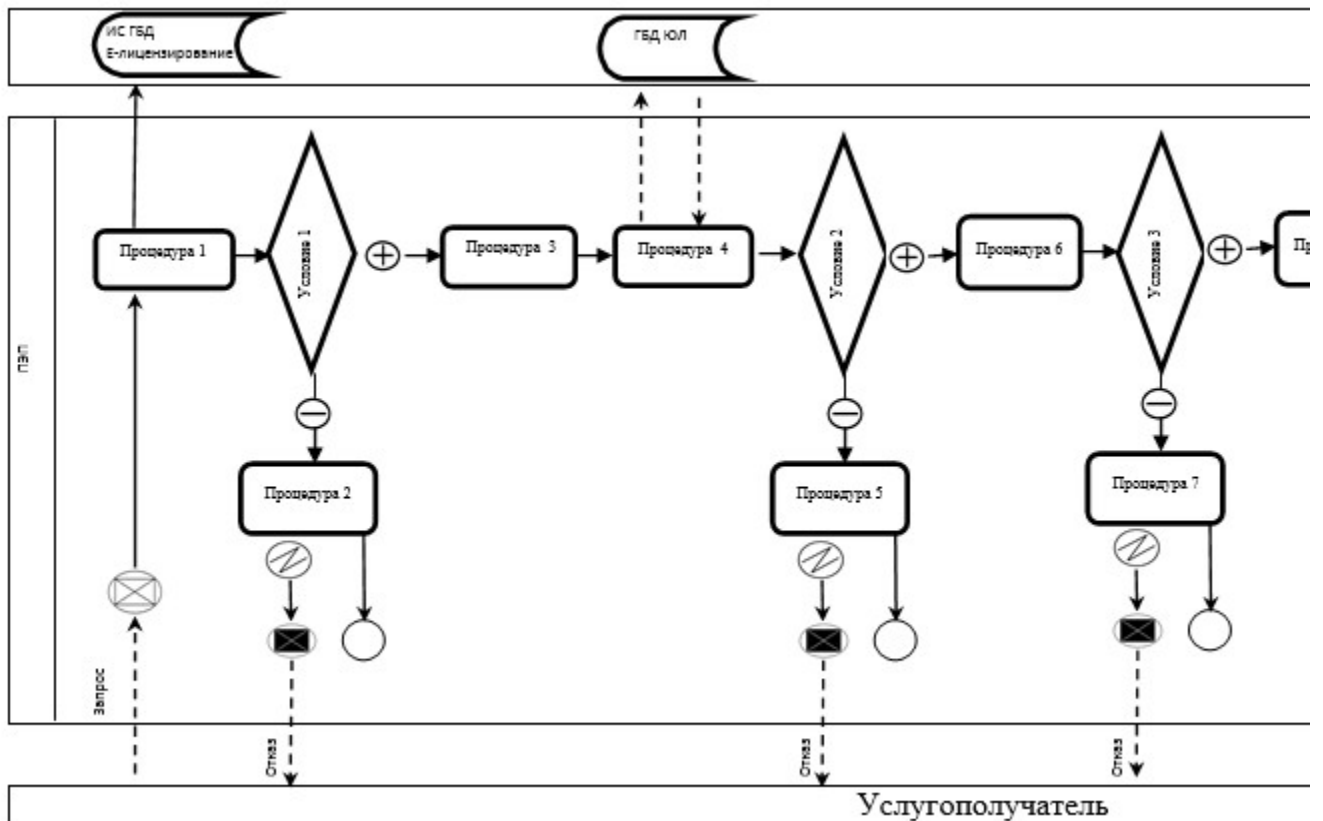 ИС ГБД
Е-лицензирование
ГБД ЮЛ
ПЭП
Процедура 1
Условие 1
Процедура 3
Процедура 4
Условие 2
Процедура 6
Условие 3
Пр
Процедура 2
Процедура 5
Процедура 7
Запрос
Отказ
Отказ
Отказ
Услугополучатель